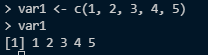 > var1 <- c(1, 2, 3, 4, 5)
> var1
[1] 1 2 3 4 5